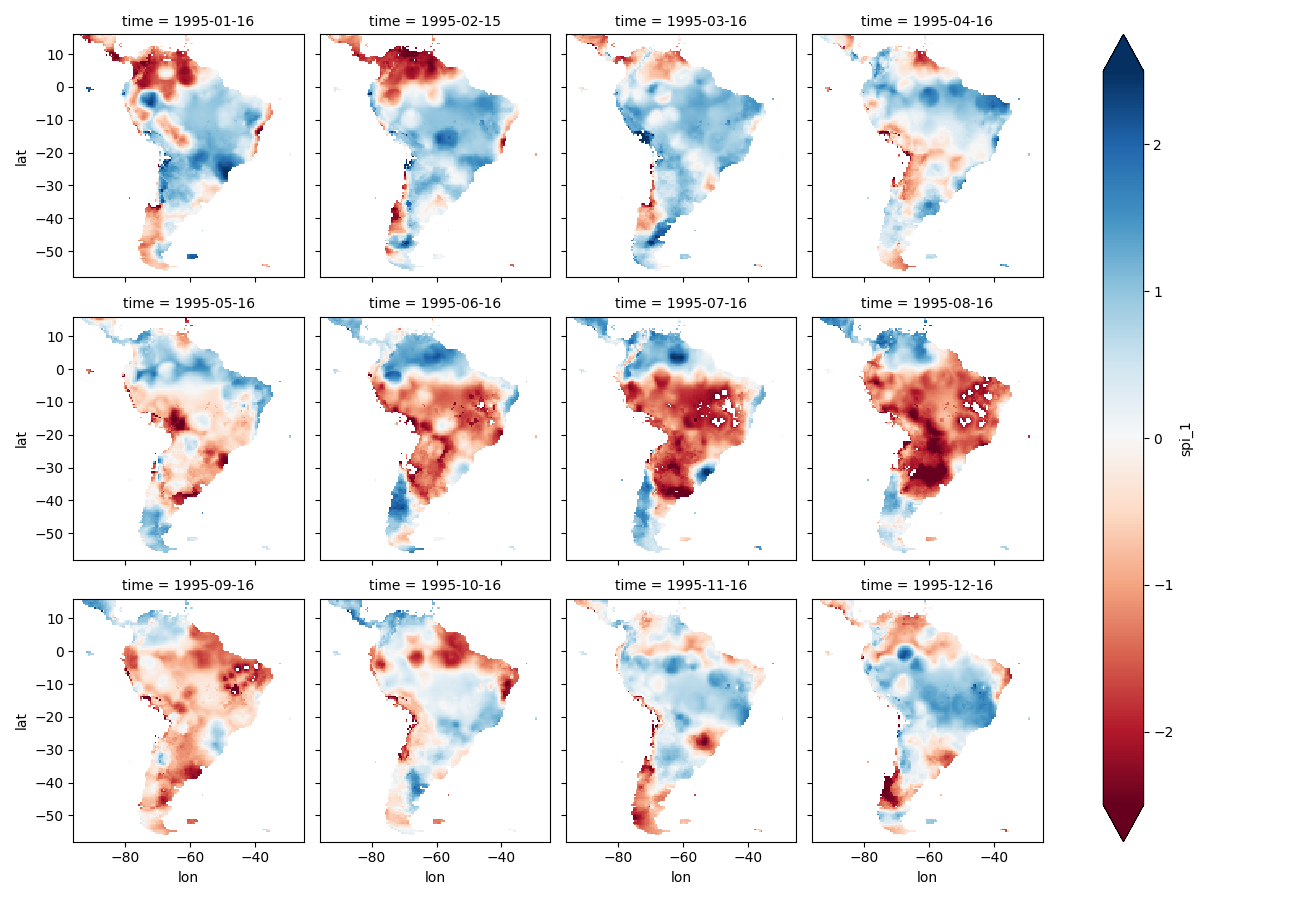 time = 1995-01-16
time = 1995-02-15
time = 1995-03-16
time = 1995-04-16
lat
10
0
−10
−20
−30
−40
−50
time = 1995-05-16
time = 1995-06-16
time = 1995-07-16
time = 1995-08-16
lat
10
0
−10
−20
−30
−40
−50
time = 1995-09-16
time = 1995-10-16
time = 1995-11-16
time = 1995-12-16
lat
10
0
−10
−20
−30
−40
−50
−80 −60 −40
lon
−80 −60 −40
lon
−80 −60 −40
lon
−80 −60 −40
lon
2
1
0
−1
−2
spi_1